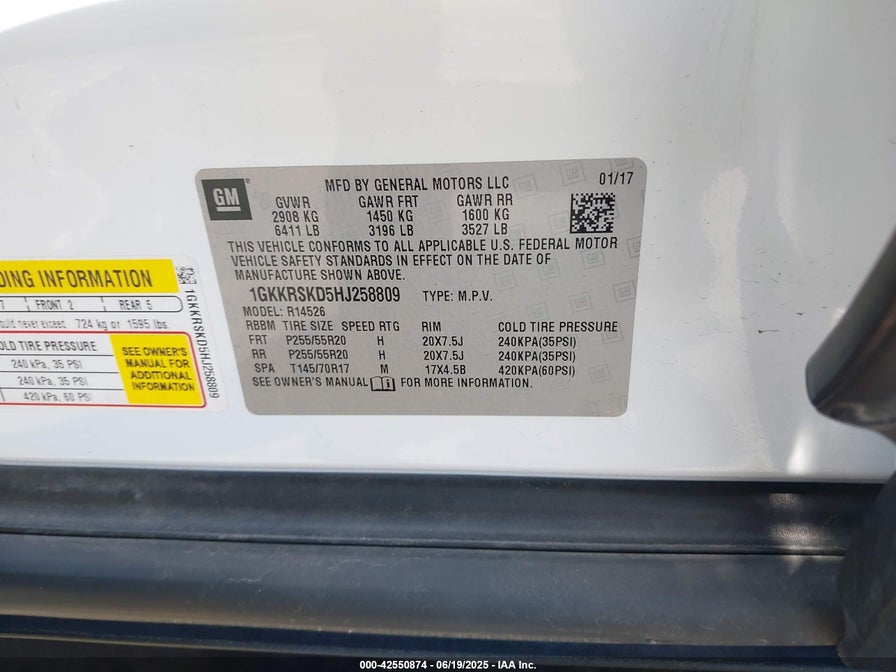 GM
MFD BY GENERAL MOTORS LLC
01/17
GVWR GAWR FRT GAWR RR
2908 KG 1450 KG 1600 KG
6411 LB 3196 LB 3527 LB
THIS VEHICLE CONFORMS TO ALL APPLICABLE U.S. FEDERAL MOTOR
VEHICLE SAFETY STANDARDS IN EFFECT ON THE DATE OF
MANUFACTURE SHOWN ABOVE.
1GKKRSKD5HJ258809 TYPE: M.P.V.
MODEL: R14526
RBBM TIRE SIZE SPEED RTG RIM COLD TIRE PRESSURE
FRT P255/55R20 H 20X7.5J 240KPA(35PSI)
RR P255/55R20 H 20X7.5J 240KPA(35PSI)
SPA T145/70R17 M 17X4.5B 420KPA(60PSI)
SEE OWNER'S MANUAL FOR MORE INFORMATION.
DING INFORMATION
7 FRONT 2 REAR 5
ould never exceed 724 kg or 1595 lbs.
OLD TIRE PRESSURE
240 kPa, 35 PSI
240 kPa, 35 PSI
420 kPa, 60 PSI
SEE OWNER'S
MANUAL FOR
ADDITIONAL
INFORMATION
1GKKRSKD5HJ258809
000-42550874 - 06/19/2025 - IAA Inc.